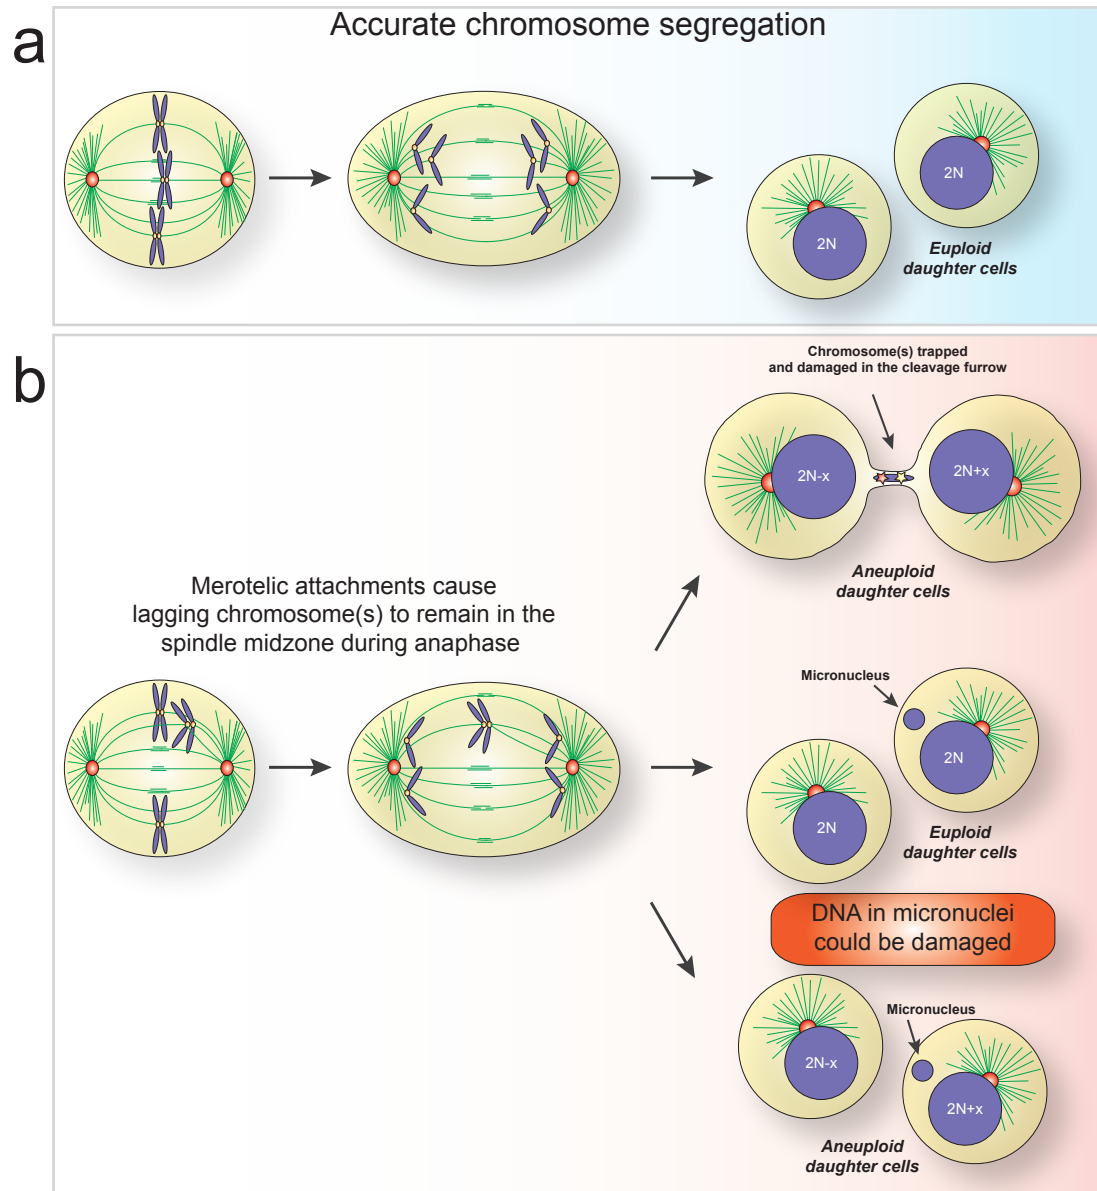 a
Accurate chromosome segregation
2N
2N
Euploid
daughter cells
b
Chromosome(s) trapped
and damaged in the cleavage furrow
2N-x
2N+x
Aneuploid
daughter cells
Merotelic attachments cause
lagging chromosome(s) to remain in the
spindle midzone during anaphase
Micronucleus
2N
2N
Euploid
daughter cells
DNA in micronuclei
could be damaged
Micronucleus
2N-x
2N+x
Aneuploid
daughter cells